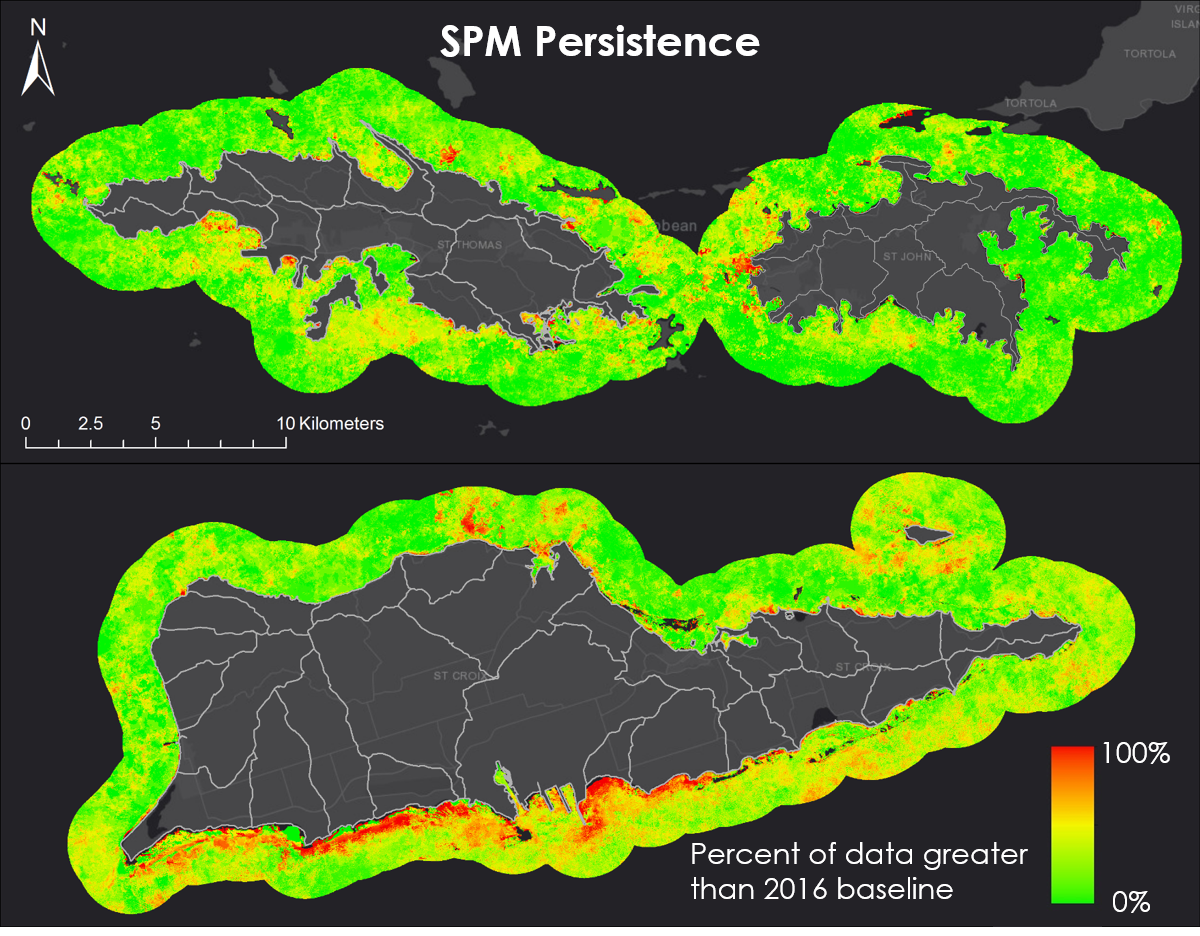 N
SPM Persistence
VIRG
ISLAN
TORTOLA
TORTOLA
bbean
ST THOMAS
ST JOHN
0 2.5 5 10 Kilometers
ST CROIX
ST CROIX
100%
Percent of data greater
than 2016 baseline
0%